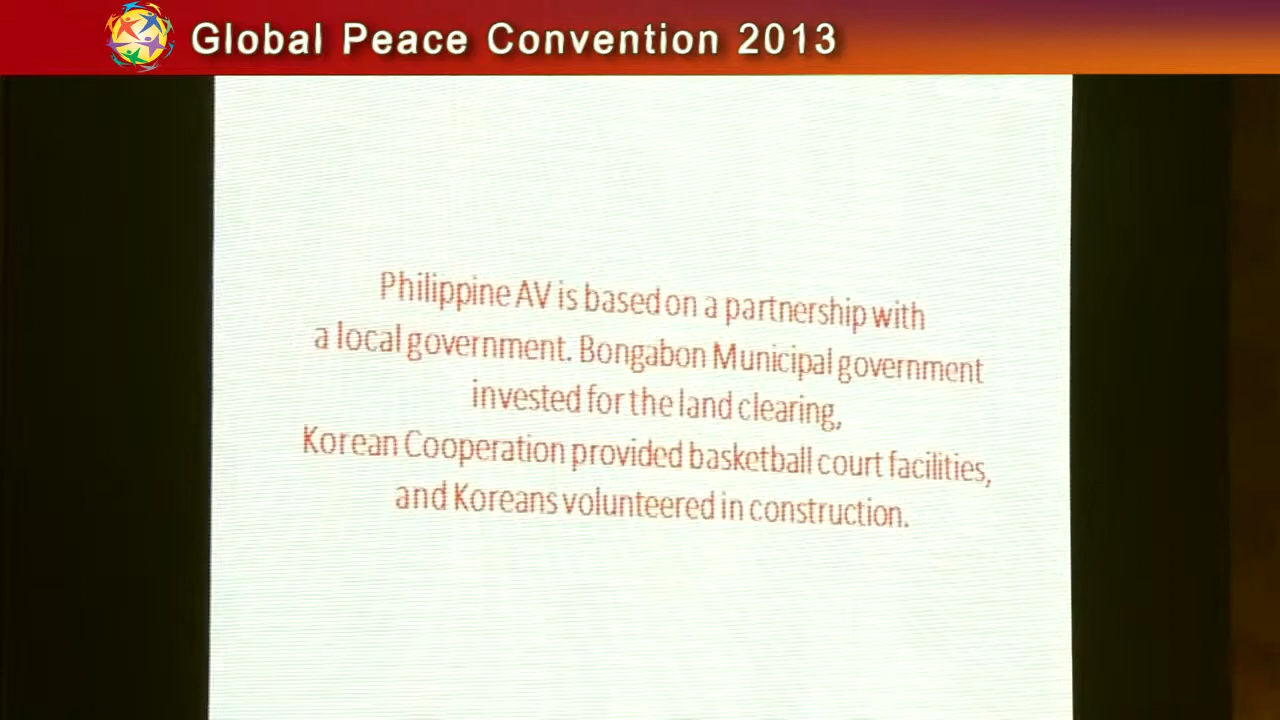 Global Peace Convention 2013
Philippine AV is based on a partnership with
a local government. Bongabon Municipal government
invested for the land clearing,
Korean Cooperation provided basketball court facilities,
and Koreans volunteered in construction.